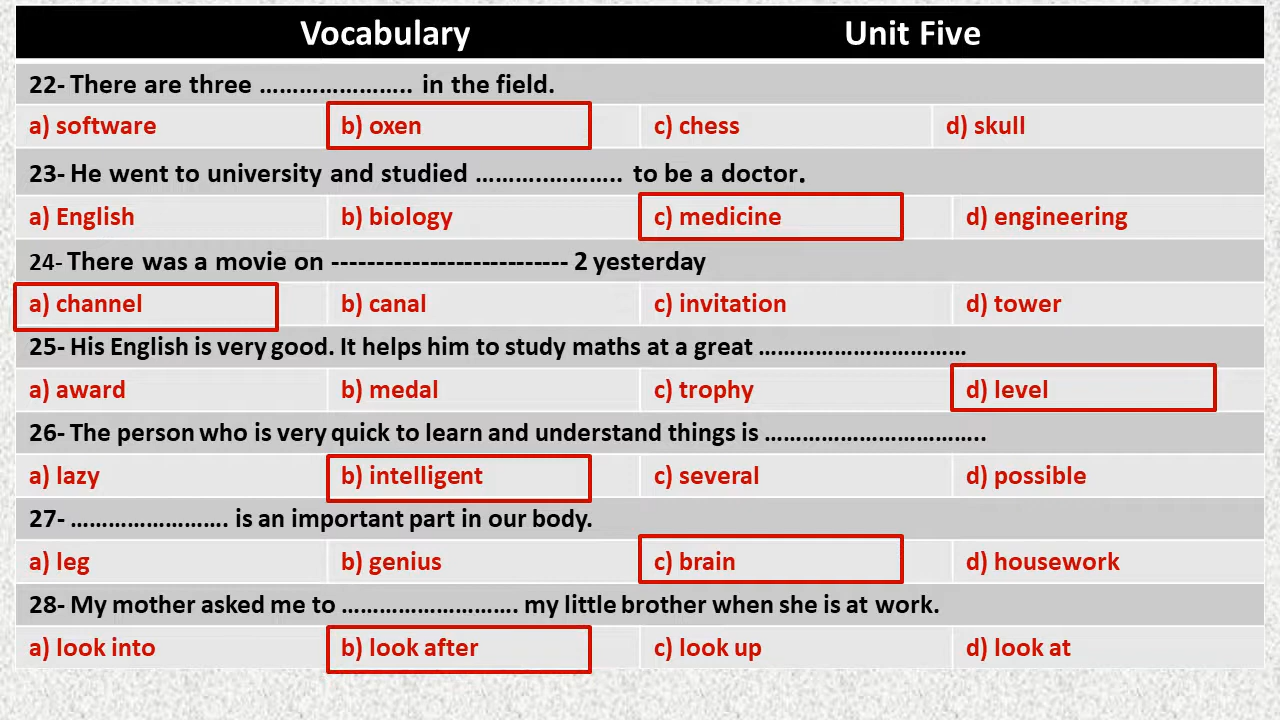 Vocabulary Unit Five
22- There are three ………………….. in the field.
a) software b) oxen c) chess d) skull
23- He went to university and studied ………..……….. to be a doctor.
a) English b) biology c) medicine d) engineering
24- There was a movie on -------------------------- 2 yesterday
a) channel b) canal c) invitation d) tower
25- His English is very good. It helps him to study maths at a great ……………………………
a) award b) medal c) trophy d) level
26- The person who is very quick to learn and understand things is ……………………………..
a) lazy b) intelligent c) several d) possible
27- ……………………. is an important part in our body.
a) leg b) genius c) brain d) housework
28- My mother asked me to ………………………. my little brother when she is at work.
a) look into b) look after c) look up d) look at